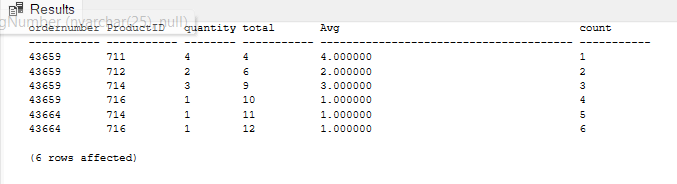 Results
gNumber (nvarchar(25), null)
ordernumber ProductID quantity total Avg count
----------- ----------- -------- ----------- --------------------------------------- -----------
43659 711 4 4 4.000000 1
43659 712 2 6 2.000000 2
43659 714 3 9 3.000000 3
43659 716 1 10 1.000000 4
43664 714 1 11 1.000000 5
43664 716 1 12 1.000000 6
(6 rows affected)